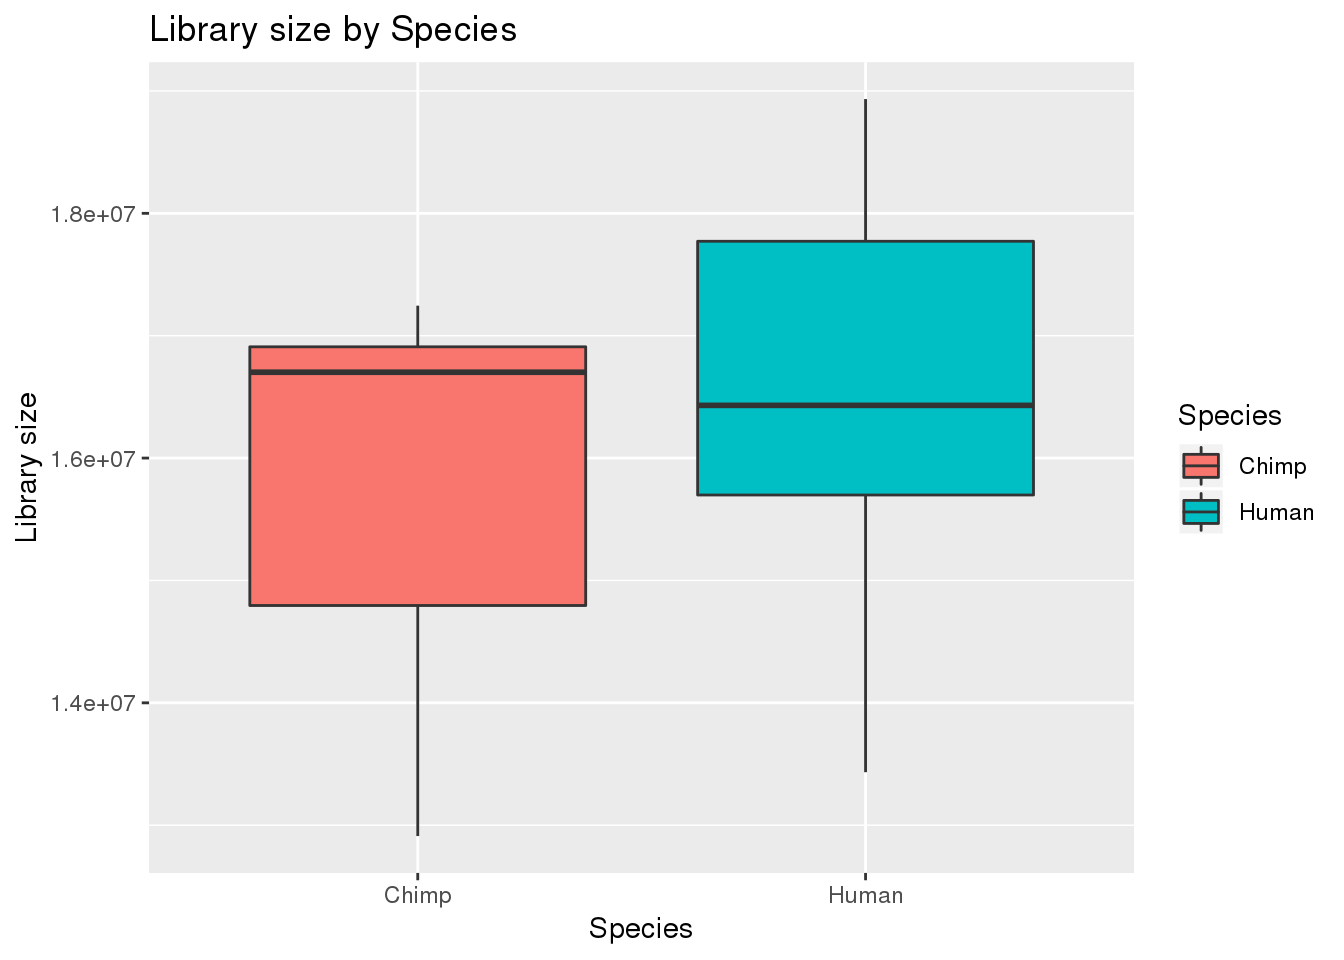 Library size by Species
Library size
1.8e+07
1.6e+07
1.4e+07
Chimp
Human
Species
Species
Chimp
Human